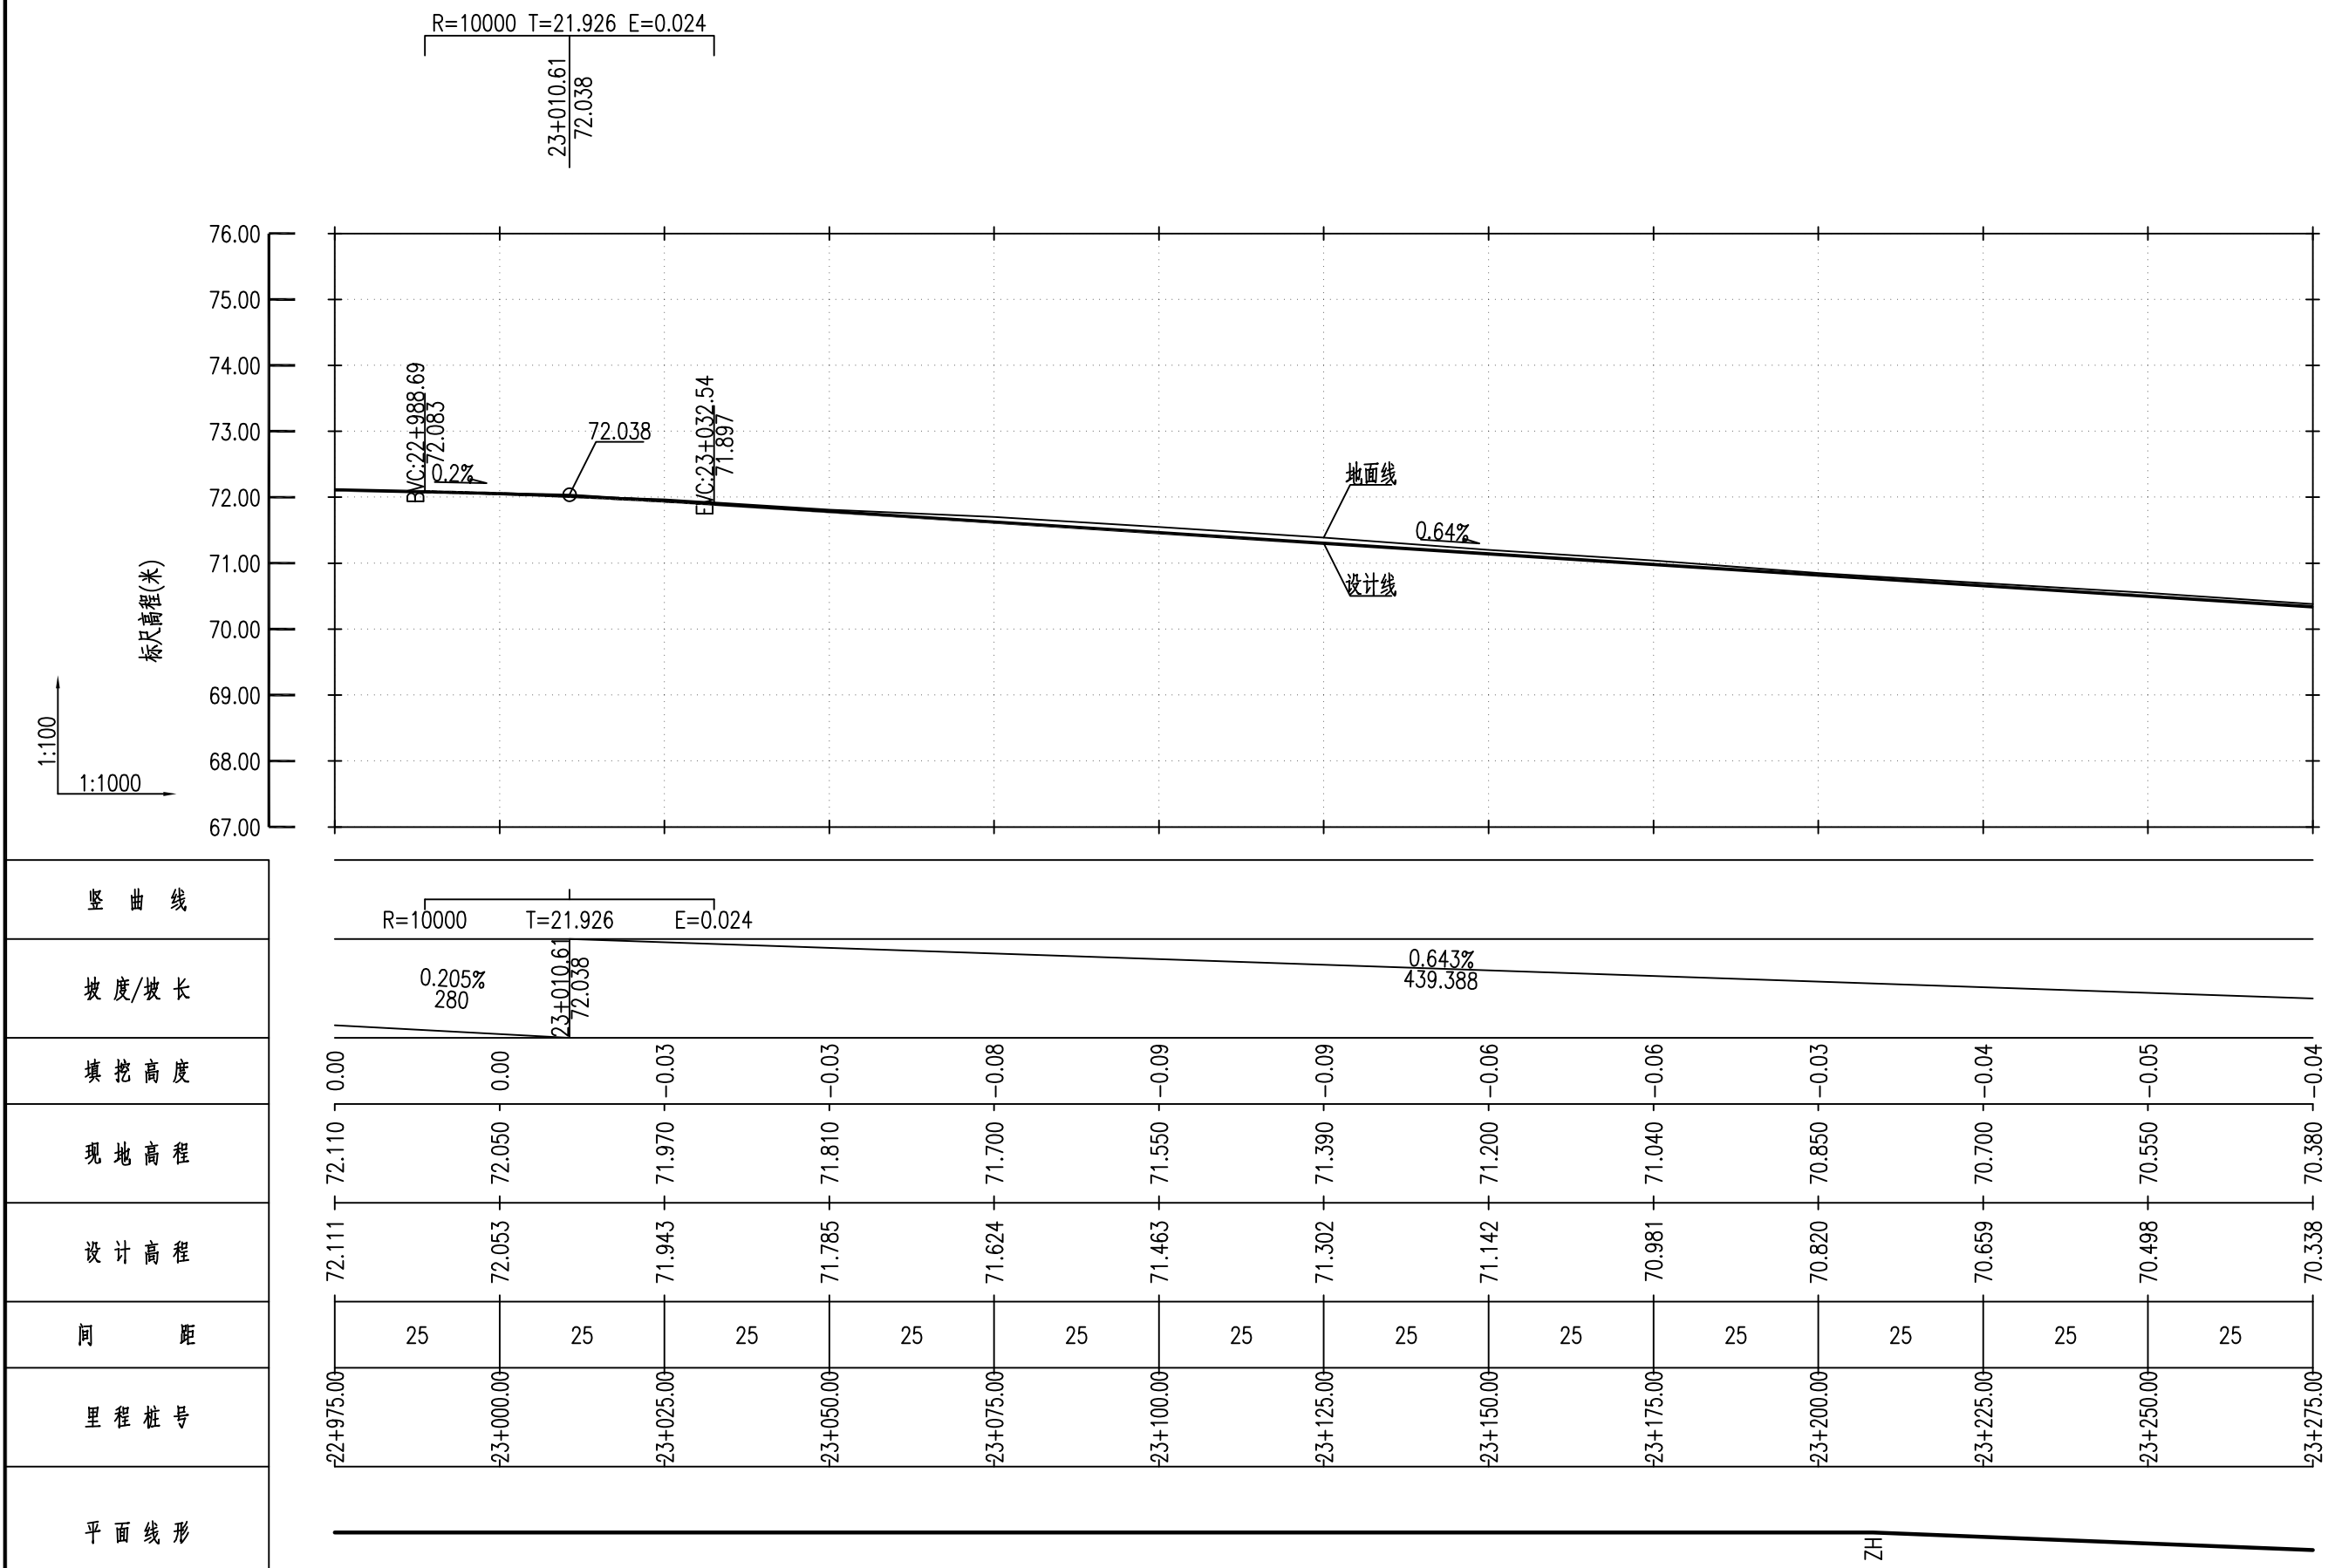 R=10000 T=21.926 E=0.024
23+010.61
72.038
76.00
75.00
74.00
73.00
72.00
71.00
70.00
69.00
68.00
67.00
标尺高程(米)
1:100
1:1000
BVC:22+988.69
72.083
0.2%
72.038
EVC:23+032.54
71.897
地面线
0.64%
设计线
竖 曲 线
R=10000 T=21.926 E=0.024
坡 度/坡 长
0.205%
280
23+010.61
72.038
0.643%
439.388
填 挖 高 度
0.00 0.00 -0.03 -0.03 -0.08 -0.09 -0.09 -0.06 -0.06 -0.03 -0.04 -0.05 -0.04
现 地 高 程
72.110 72.050 71.970 71.810 71.700 71.550 71.390 71.200 71.040 70.850 70.700 70.550 70.380
设 计 高 程
72.111 72.053 71.943 71.785 71.624 71.463 71.302 71.142 70.981 70.820 70.659 70.498 70.338
间 距
25 25 25 25 25 25 25 25 25 25 25 25
里 程 桩 号
22+975.00 23+000.00 23+025.00 23+050.00 23+075.00 23+100.00 23+125.00 23+150.00 23+175.00 23+200.00 23+225.00 23+250.00 23+275.00
平 面 线 形
ZH